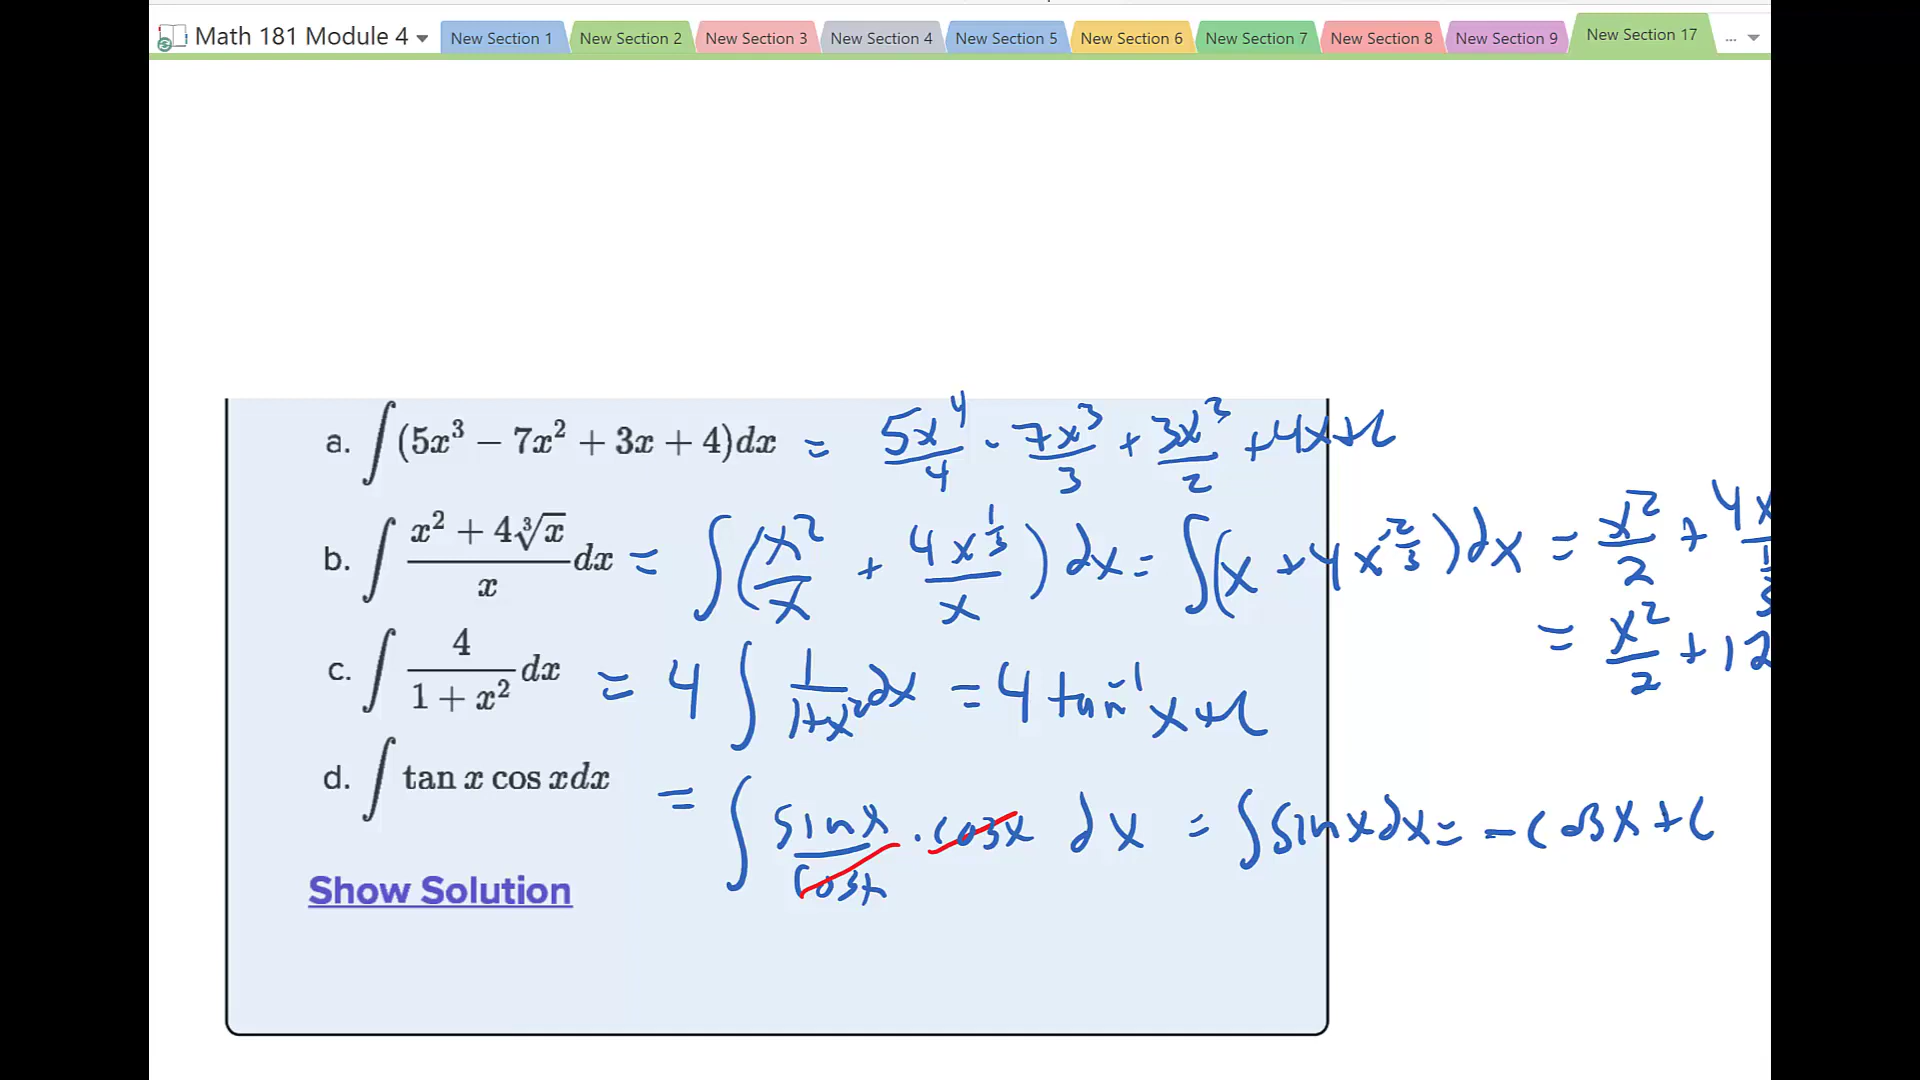 Math 181 Module 4 New Section 1 New Section 2 New Section 3 New Section 4 New Section 5 New Section 6 New Section 7 New Section 8 New Section 9 New Section 17 ...
a. ∫(5x³ − 7x² + 3x + 4)dx = 5x⁴/4 - 7x³/3 + 3x²/2 + 4x + C
b. ∫ (x² + 4∛x)/x dx = ∫(x²/x + 4x^(1/3)/x) dx = ∫(x + 4x^(-2/3))dx = x²/2 + 4x
= x²/2 + 12
c. ∫ 4/(1 + x²) dx = 4 ∫ 1/(1+x²) dx = 4 tan⁻¹ x + C
d. ∫ tan x cos xdx = ∫ sinx/cosx · cosx dx = ∫ sinxdx = -cosx + C
Show Solution